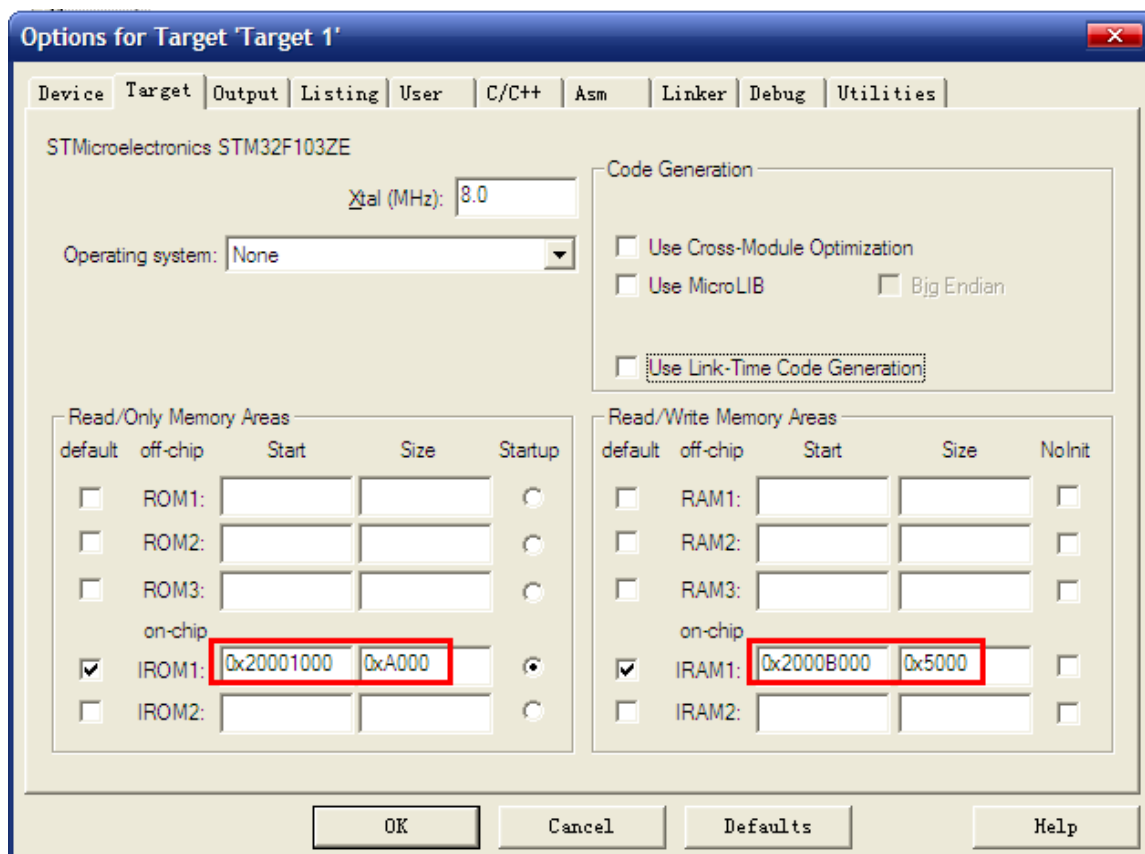 Options for Target 'Target 1'
Device Target Output Listing User C/C++ Asm Linker Debug Utilities
STMicroelectronics STM32F103ZE
Xtal (MHz): 8.0
Operating system: None
Code Generation
Use Cross-Module Optimization
Use MicroLIB Big Endian
Use Link-Time Code Generation
Read/Only Memory Areas
default off-chip Start Size Startup
ROM1:
ROM2:
ROM3:
on-chip
IROM1: 0x20001000 0xA000
IROM2:
Read/Write Memory Areas
default off-chip Start Size NoInit
RAM1:
RAM2:
RAM3:
on-chip
IRAM1: 0x2000B000 0x5000
IRAM2:
OK Cancel Defaults Help